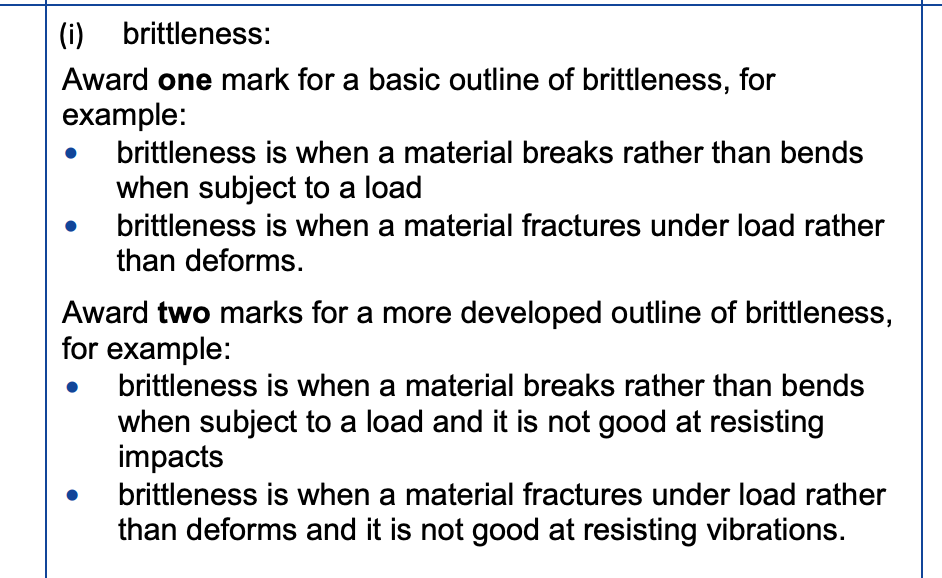 (i) brittleness:
Award one mark for a basic outline of brittleness, for
example:
• brittleness is when a material breaks rather than bends
when subject to a load
• brittleness is when a material fractures under load rather
than deforms.
Award two marks for a more developed outline of brittleness,
for example:
• brittleness is when a material breaks rather than bends
when subject to a load and it is not good at resisting
impacts
• brittleness is when a material fractures under load rather
than deforms and it is not good at resisting vibrations.